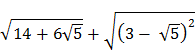 √(14 + 6√5) + √((3 − √5)²)